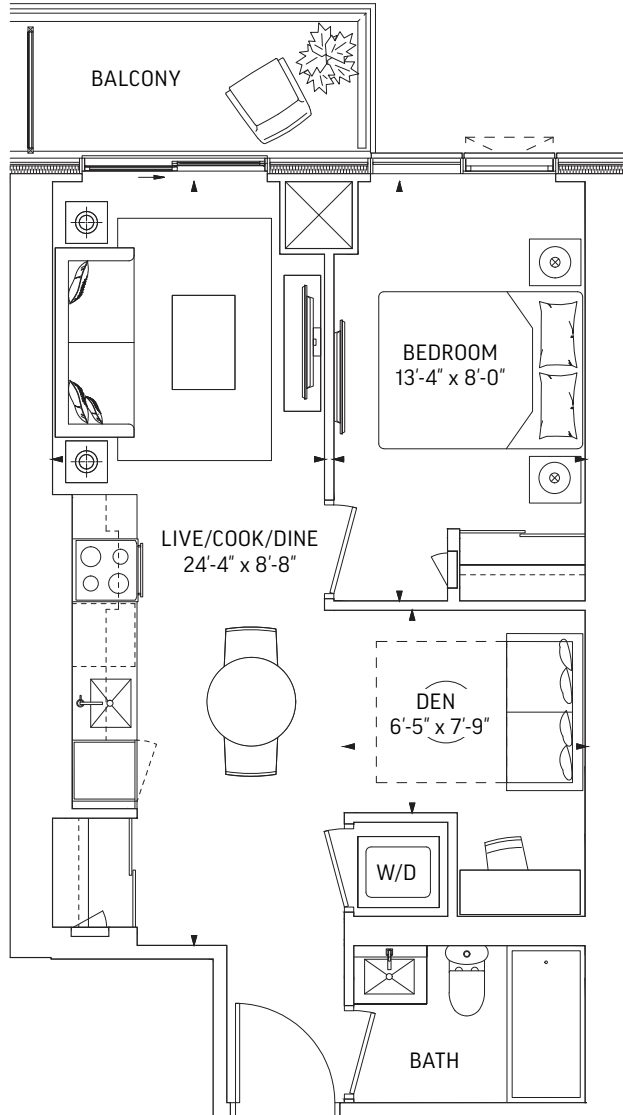 BALCONY
BEDROOM
13'-4" x 8'-0"
LIVE/COOK/DINE
24'-4" x 8'-8"
DEN
6'-5" x 7'-9"
W/D
BATH